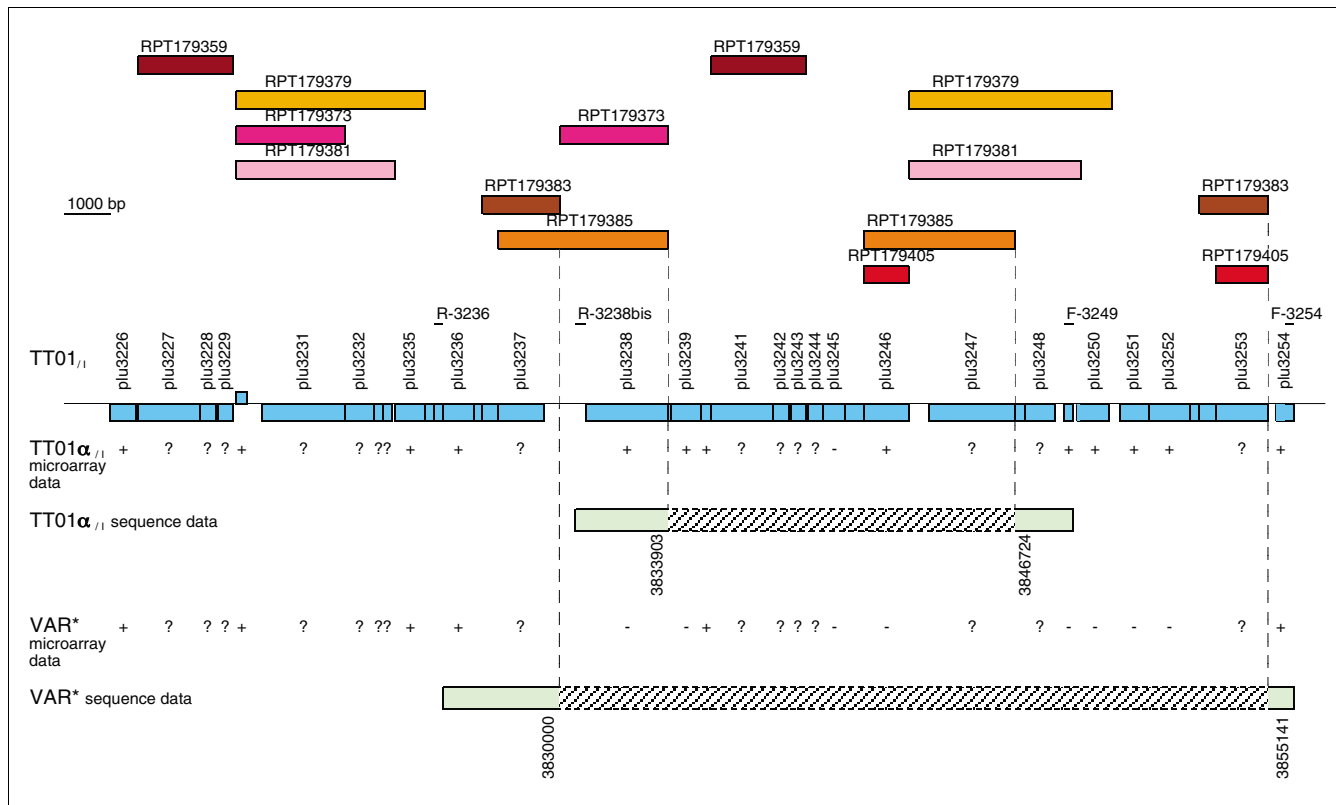 RPT179359 RPT179359
RPT179379 RPT179379
RPT179373 RPT179373
RPT179381 RPT179381
RPT179383 RPT179383
1000 bp
RPT179385 RPT179385
RPT179405 RPT179405
R-3236 R-3238bis F-3249 F-3254
TT01/I
plu3226 plu3227 plu3228 plu3229 plu3231 plu3232 plu3235 plu3236 plu3237 plu3238 plu3239 plu3241 plu3242 plu3243 plu3244 plu3245 plu3246 plu3247 plu3248 plu3250 plu3251 plu3252 plu3253 plu3254
TT01α/I + ? ? ? + ? ? ?? + + ? + + + ? ? ? ? - + ? ? + + + + ? +
microarray
data
TT01α/I sequence data
3833903 3846724
VAR* + ? ? ? + ? ? ?? + + ? - - + ? ? ? ? - - ? ? - - - - ? +
microarray
data
VAR* sequence data
3830000 3855141